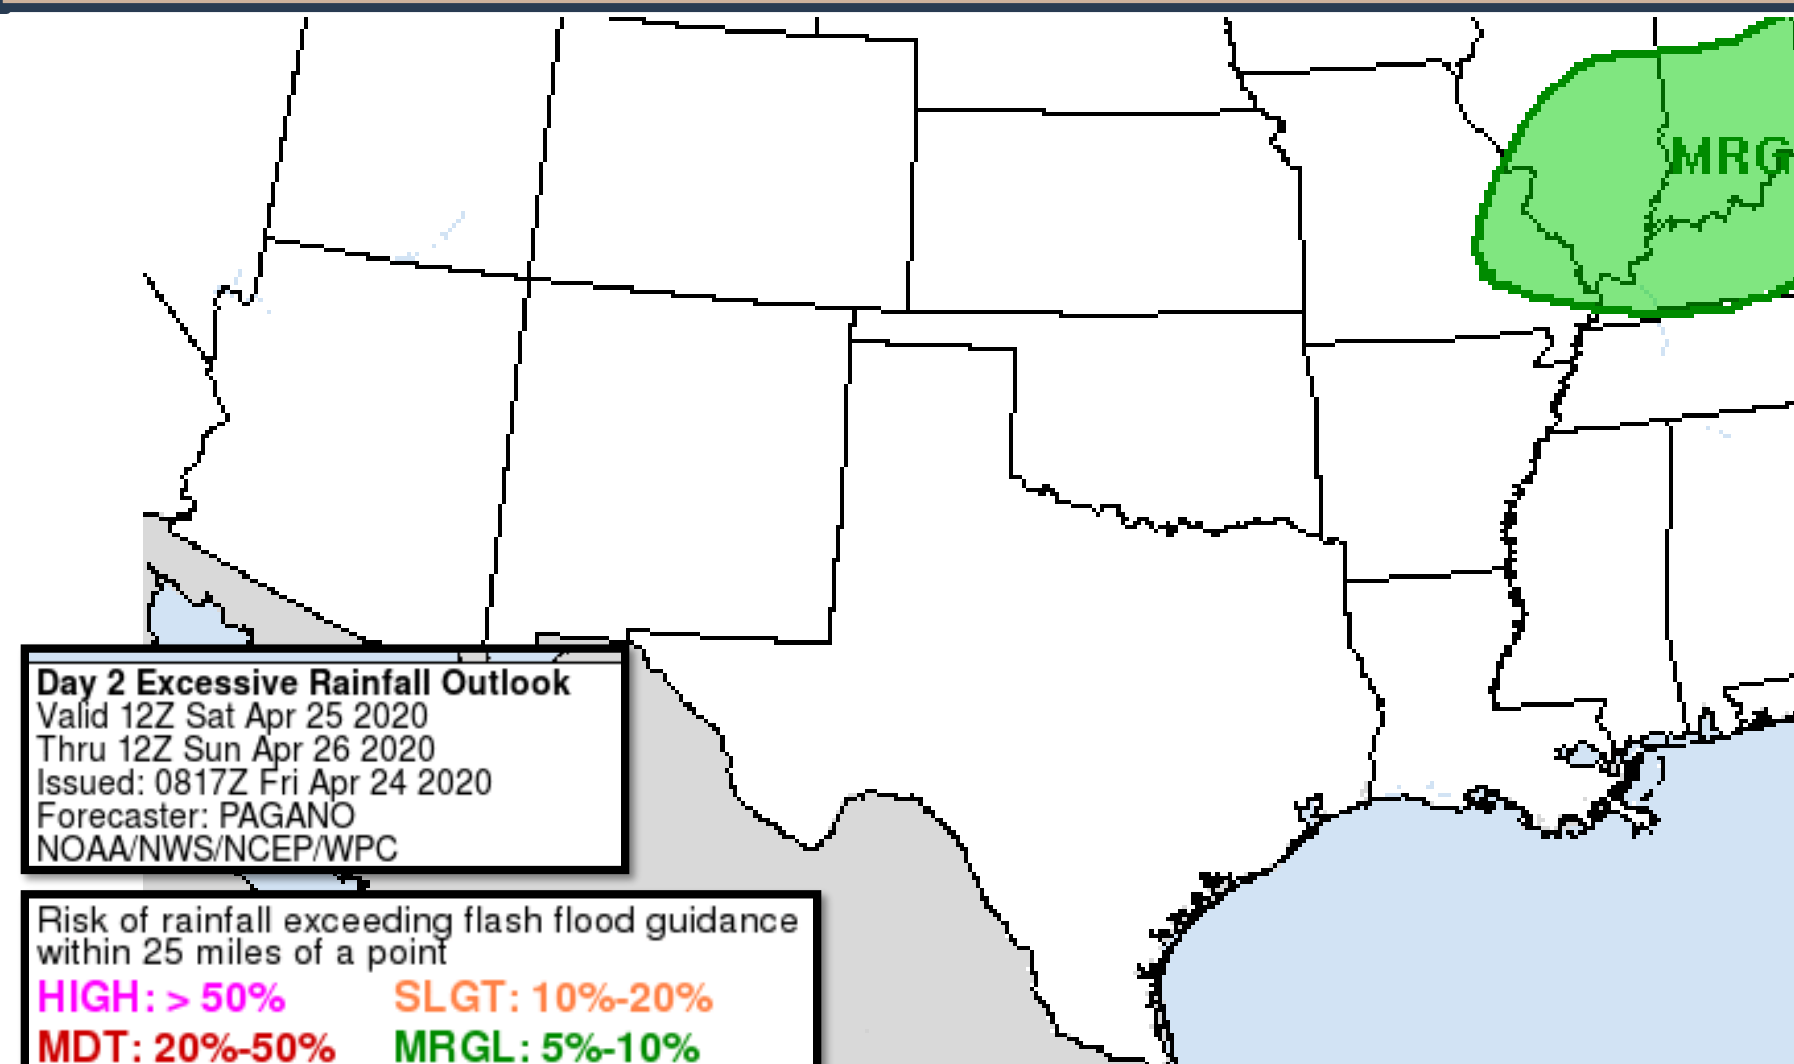 MRG
Day 2 Excessive Rainfall Outlook
Valid 12Z Sat Apr 25 2020
Thru 12Z Sun Apr 26 2020
Issued: 0817Z Fri Apr 24 2020
Forecaster: PAGANO
NOAA/NWS/NCEP/WPC
Risk of rainfall exceeding flash flood guidance
within 25 miles of a point
HIGH: > 50% SLGT: 10%-20%
MDT: 20%-50% MRGL: 5%-10%